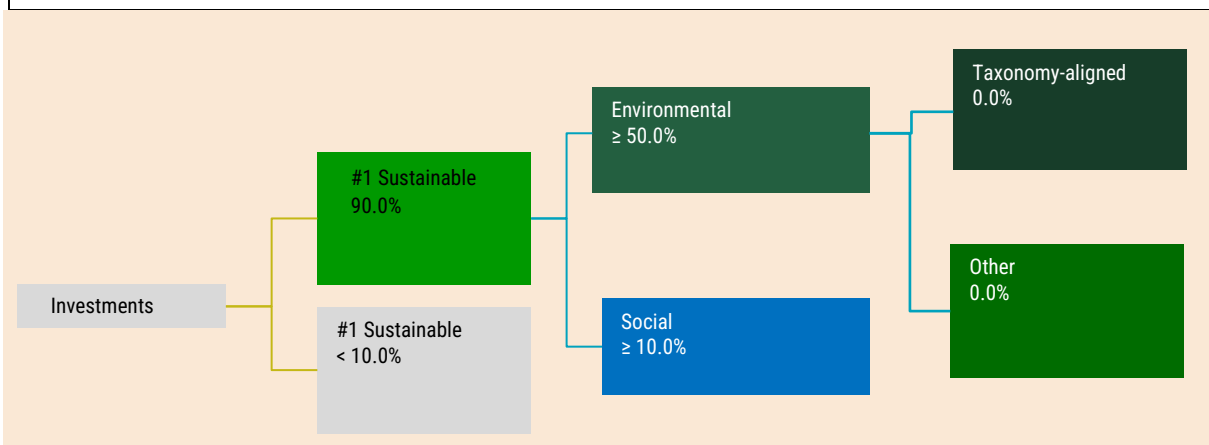 Investments
#1 Sustainable
90.0%
#1 Sustainable
< 10.0%
Environmental
≥ 50.0%
Social
≥ 10.0%
Taxonomy-aligned
0.0%
Other
0.0%